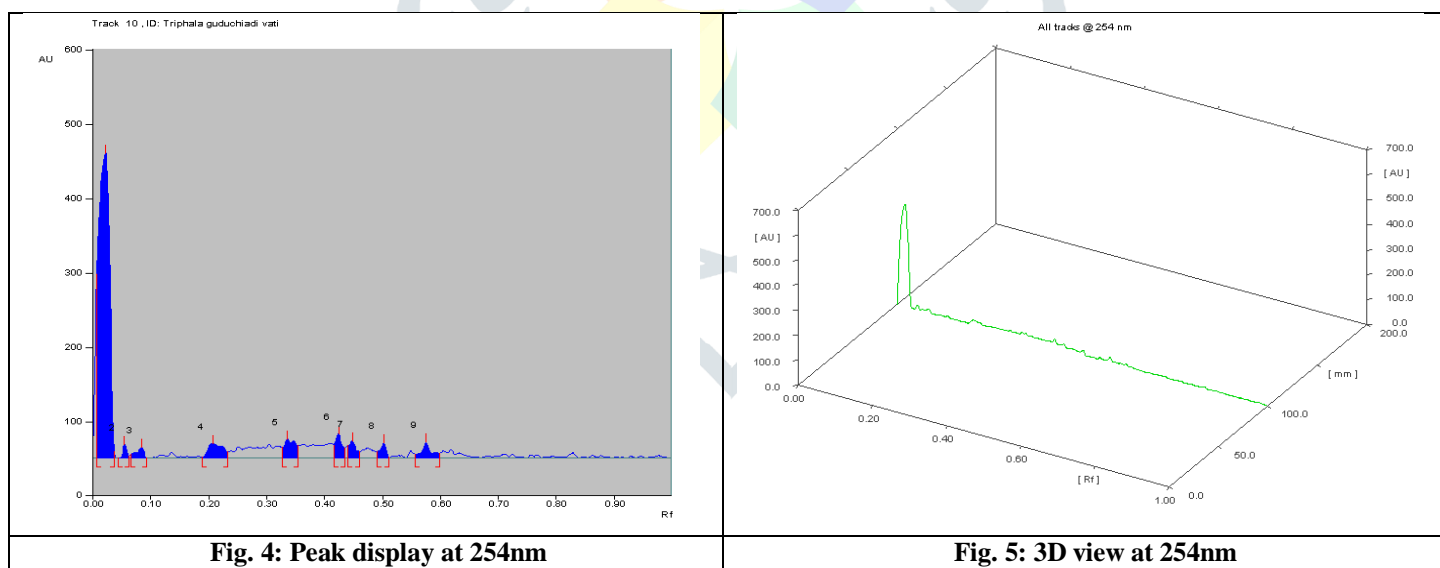 Track 10 , ID: Triphala guduchiadi vati
600
AU
500
400
300
200
100
0
2 3 4 5 6 7 8 9
0.00 0.10 0.20 0.30 0.40 0.50 0.60 0.70 0.80 0.90
Rf
Fig. 4: Peak display at 254nm
All tracks @ 254 nm
700.0
[ AU ]
600.0
500.0
400.0
300.0
200.0
100.0
0.0
700.0
[ AU ]
600.0
500.0
400.0
300.0
200.0
100.0
0.0
200.0
[ mm ]
100.0
50.0
0.0
0.00
0.20
0.40
0.60
[ Rf ]
1.00
Fig. 5: 3D view at 254nm